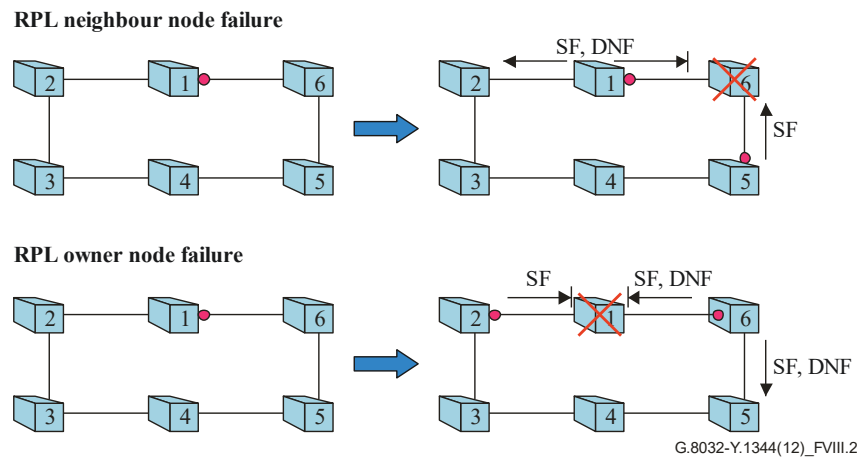 RPL neighbour node failure
SF, DNF
2 1 6 2 1 6
SF
3 4 5 3 4 5
RPL owner node failure
SF SF, DNF
2 1 6 2 1 6
SF, DNF
3 4 5 3 4 5
G.8032-Y.1344(12)_FVIII.2